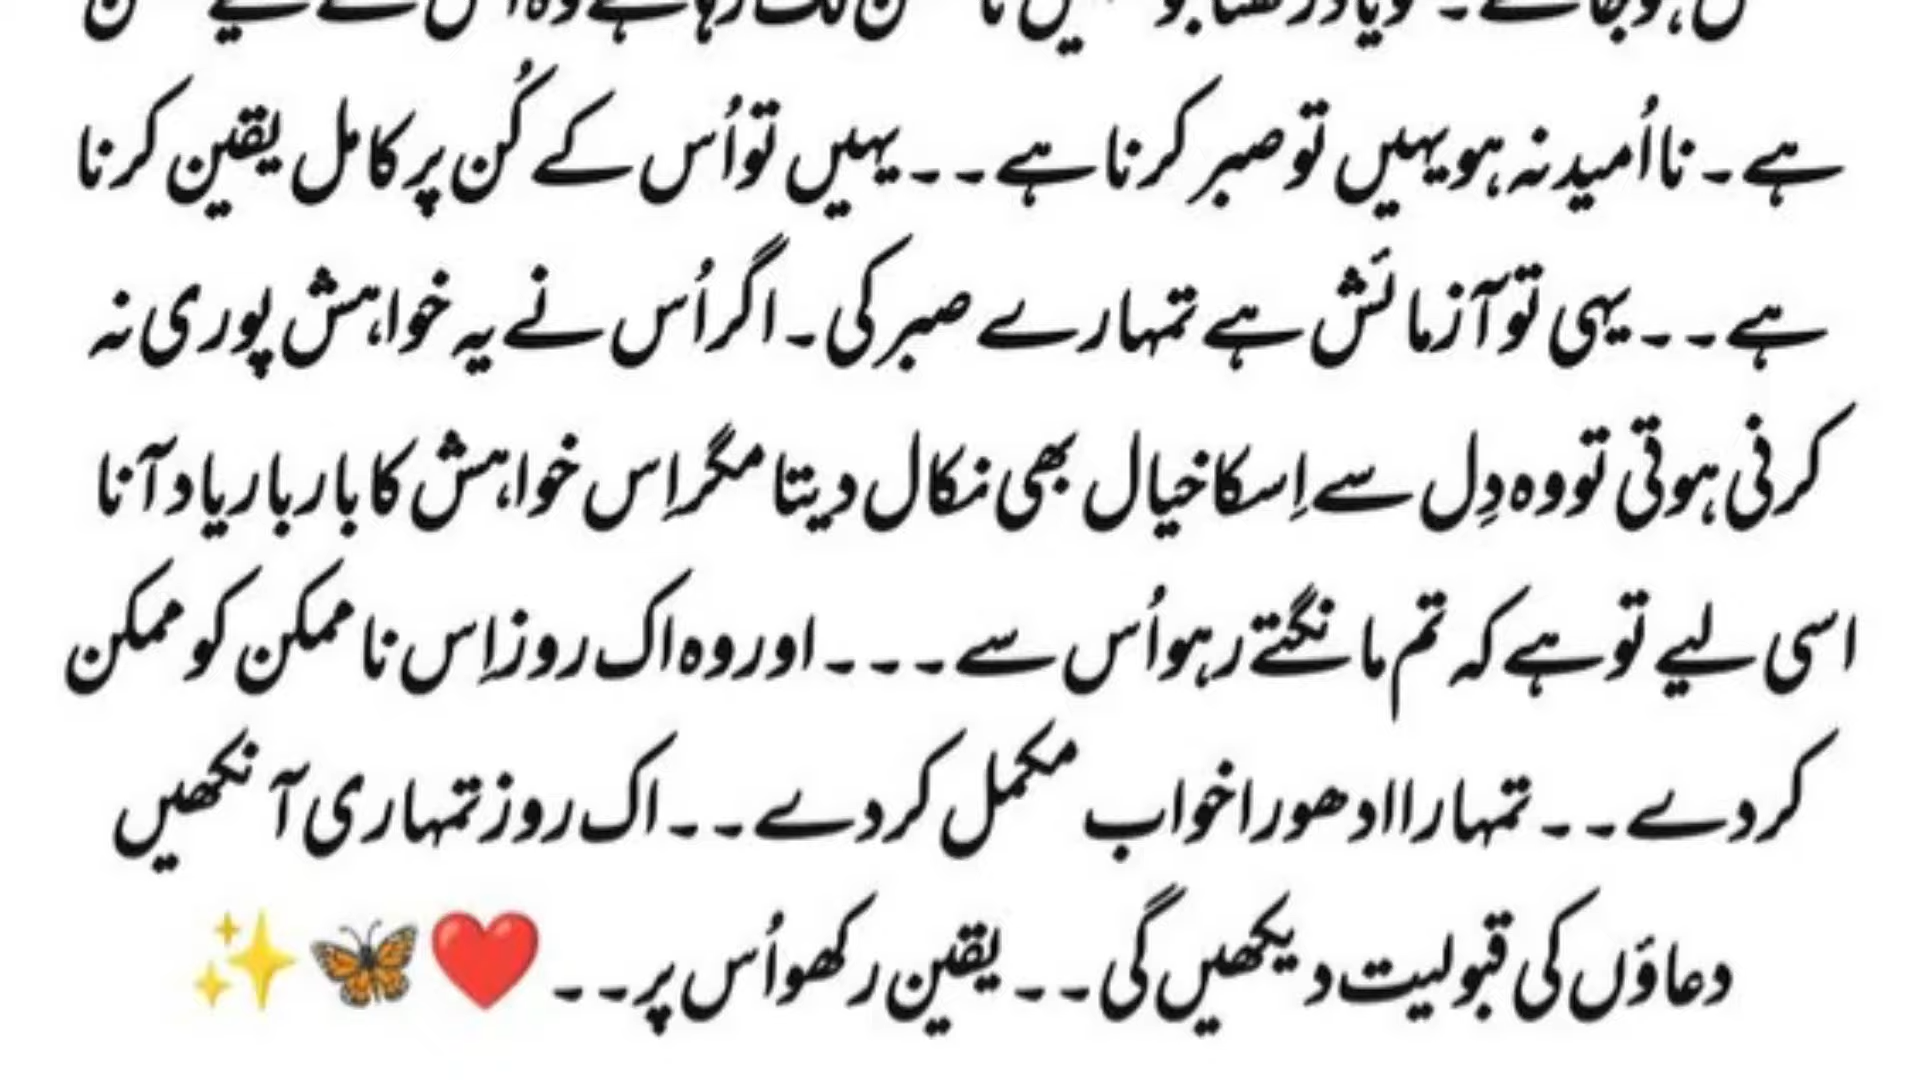 ہے۔ نا اُمید نہ ہو یہیں تو صبر کرنا ہے۔۔ یہیں تو اُس کے کُن پر کامل یقین کرنا
ہے۔۔ یہی تو آزمائش ہے تمہارے صبر کی۔ اگر اُس نے یہ خواہش پوری نہ
کرنی ہوتی تو وہ دِل سے اِسکا خیال بھی نکال دیتا مگر اِس خواہش کا بار بار یاد آنا
اسی لیے تو ہے کہ تم مانگتے رہو اُس سے۔۔۔ اور وہ اک روز اِس نا ممکن کو ممکن
کردے۔۔ تمہارا ادھورا خواب مکمل کردے۔۔ اک روز تمہاری آنکھیں
دعاؤں کی قبولیت دیکھیں گی۔۔ یقین رکھو اُس پر۔۔ ❤️🦋✨